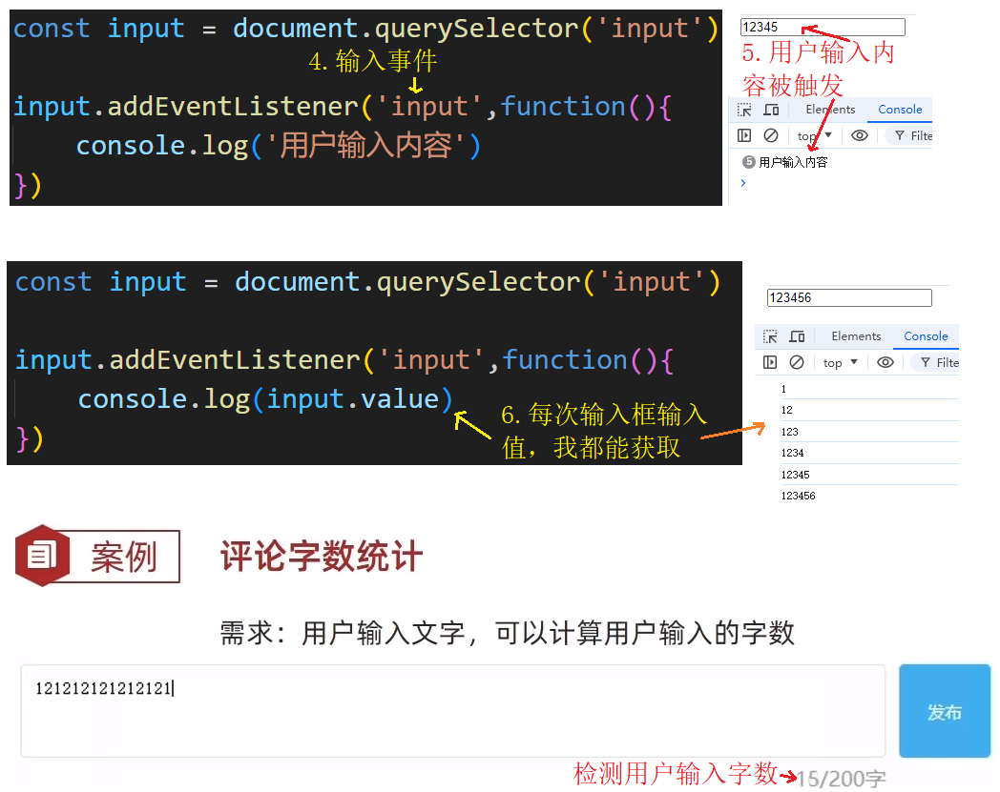 const input = document.querySelector('input')
4.输入事件
input.addEventListener('input',function(){
console.log('用户输入内容')
})
12345
5.用户输入内
容被触发
Elements Console
top Filte
5 用户输入内容
const input = document.querySelector('input')
input.addEventListener('input',function(){
console.log(input.value)
})
6.每次输入框输入
值，我都能获取
123456
Elements Console
top Filte
1
12
123
1234
12345
123456
案例 评论字数统计
需求：用户输入文字，可以计算用户输入的字数
121212121212121
发布
检测用户输入字数
15/200字